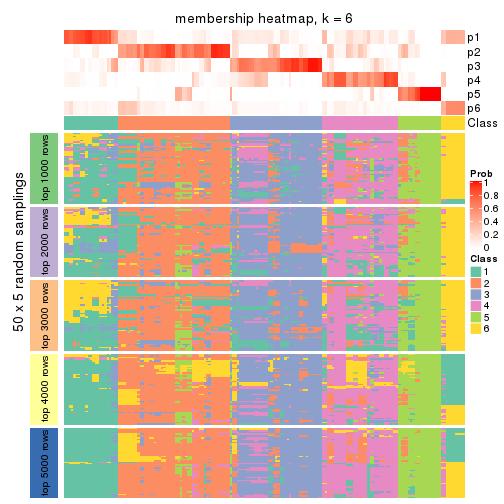 membership heatmap, k = 6
p1
p2
p3
p4
p5
p6
Class
50 x 5 random samplings
top 1000 rows
top 2000 rows
top 3000 rows
top 4000 rows
top 5000 rows
Prob
1
0.8
0.6
0.4
0.2
0
Class
1
2
3
4
5
6